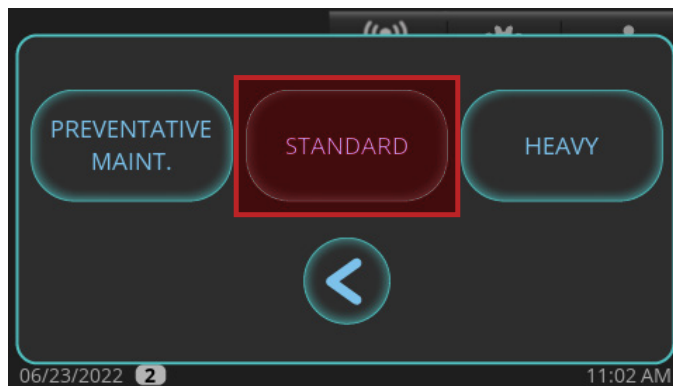 PREVENTATIVE
MAINT.
STANDARD
HEAVY
06/23/2022 2
11:02 AM